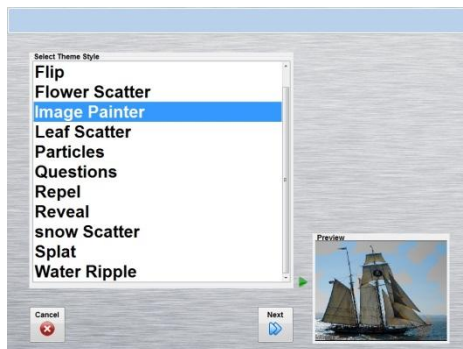 Select Theme Style
Flip
Flower Scatter
Image Painter
Leaf Scatter
Particles
Questions
Repel
Reveal
snow Scatter
Splat
Water Ripple
Preview
Cancel
Next